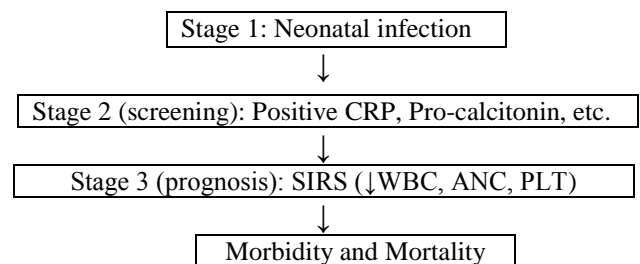 Stage 1: Neonatal infection
↓
Stage 2 (screening): Positive CRP, Pro-calcitonin, etc.
↓
Stage 3 (prognosis): SIRS (↓WBC, ANC, PLT)
↓
Morbidity and Mortality